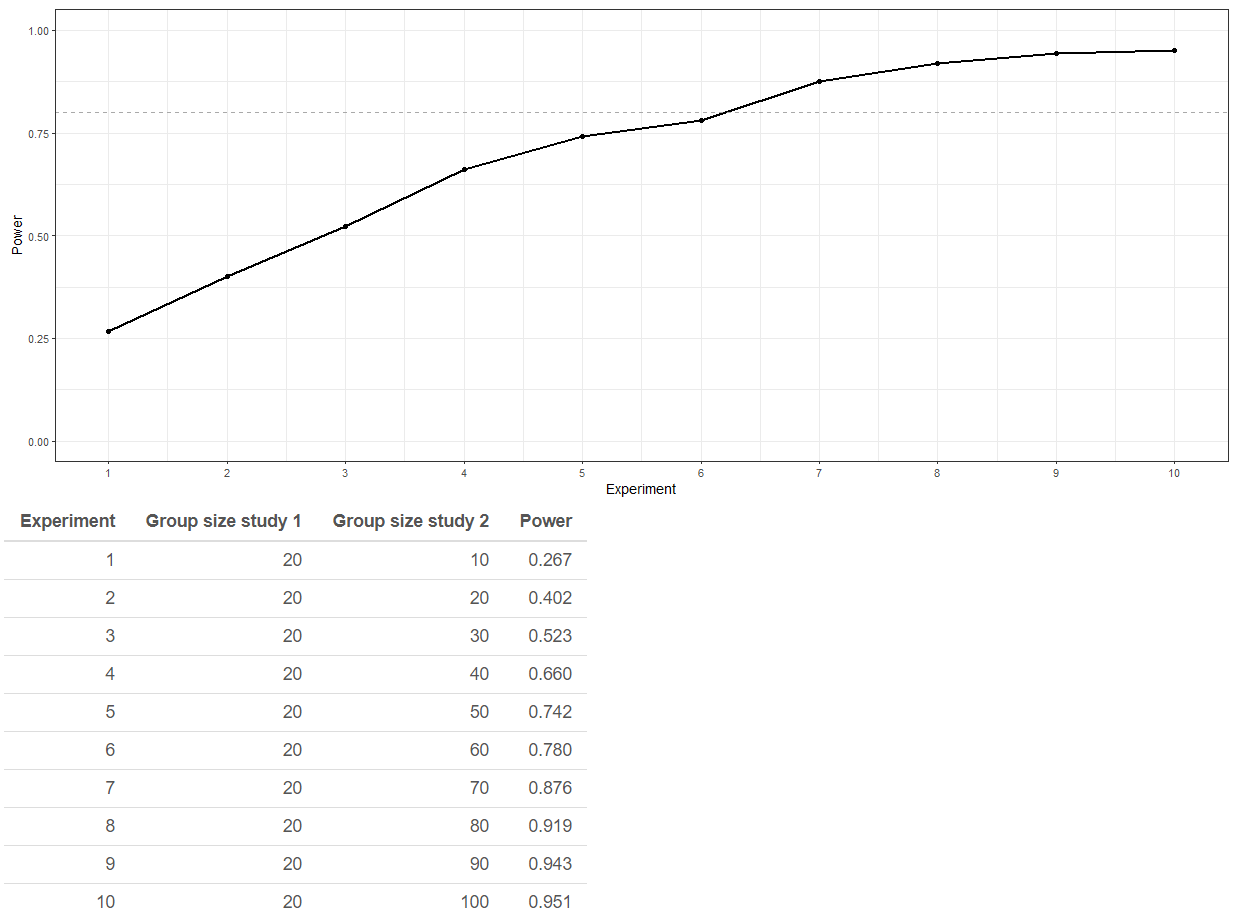 1.00
0.75
0.50
0.25
0.00
Power
1 2 3 4 5 6 7 8 9 10
Experiment
Experiment Group size study 1 Group size study 2 Power
1 20 10 0.267
2 20 20 0.402
3 20 30 0.523
4 20 40 0.660
5 20 50 0.742
6 20 60 0.780
7 20 70 0.876
8 20 80 0.919
9 20 90 0.943
10 20 100 0.951